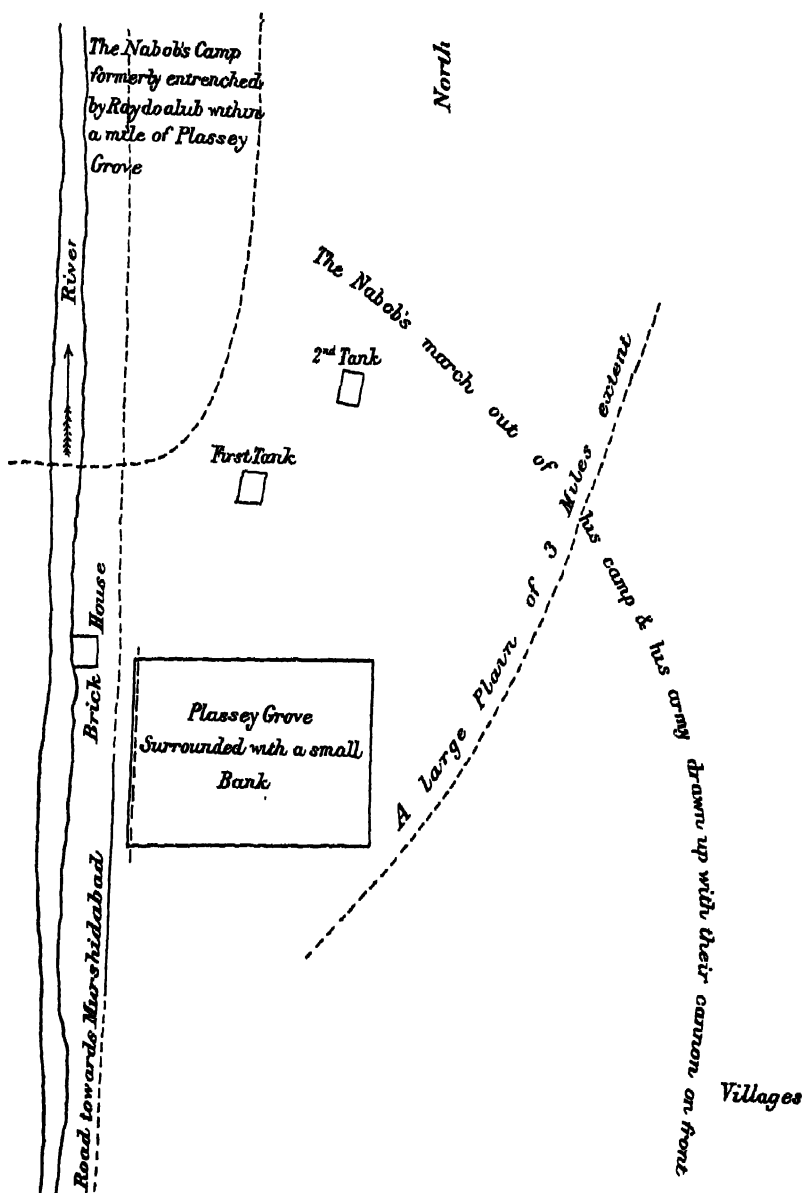 The Nabob's Camp
formerly entrenched
by Raydoalub within
a mile of Plassey
Grove
North
River
The Nabob's march out of his camp & his army drawn up with their cannon on front
2nd Tank
First Tank
A large Plain of 3 Miles extent
Brick House
Plassey Grove
Surrounded with a small
Bank
Road towards Murshidabad
Villages